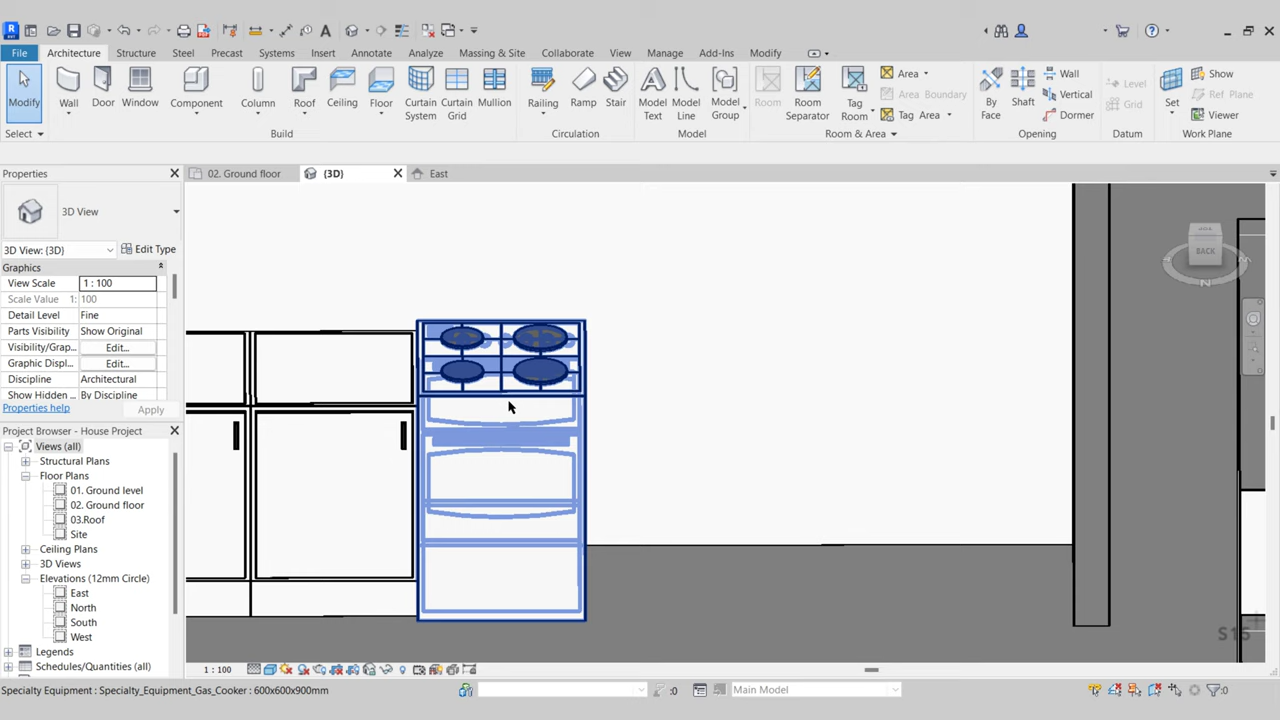 File Architecture Structure Steel Precast Systems Insert Annotate Analyze Massing & Site Collaborate View Manage Add-Ins Modify
Modify Wall Door Window Component Column Roof Ceiling Floor Curtain System Curtain Grid Mullion Railing Ramp Stair Model Text Model Line Model Group Room Room Separator Tag Room Area Area Boundary Tag Area By Face Shaft Wall Vertical Dormer Level Grid Set Show Ref Plane Viewer
Select Build Circulation Model Room & Area Opening Datum Work Plane
Properties
02. Ground floor (3D) East
3D View
3D View: {3D} Edit Type
Graphics
View Scale 1 : 100
Scale Value 1: 100
Detail Level Fine
Parts Visibility Show Original
Visibility/Grap... Edit...
Graphic Displ... Edit...
Discipline Architectural
Show Hidden ... By Discipline
Properties help Apply
Project Browser - House Project
Views (all)
Structural Plans
Floor Plans
01. Ground level
02. Ground floor
03.Roof
Site
Ceiling Plans
3D Views
Elevations (12mm Circle)
East
North
South
West
Legends
Schedules/Quantities (all)
BACK
N
S15
1 : 100
Specialty Equipment : Specialty_Equipment_Gas_Cooker : 600x600x900mm
:0
Main Model
:0